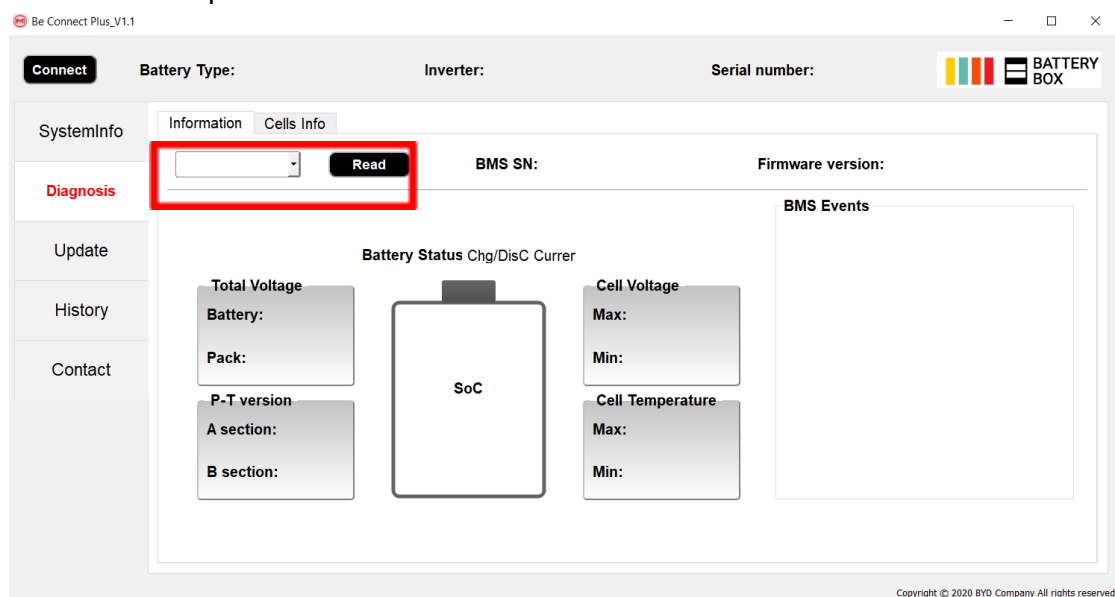 Be Connect Plus_V1.1
Connect
Battery Type:
Inverter:
Serial number:
BATTERY
BOX
SystemInfo
Diagnosis
Update
History
Contact
Information
Cells Info
Read
BMS SN:
Firmware version:
BMS Events
Battery Status Chg/DisC Currer
Total Voltage
Battery:
Pack:
P-T version
A section:
B section:
SoC
Cell Voltage
Max:
Min:
Cell Temperature
Max:
Min:
Copyright © 2020 BYD Company All rights reserved